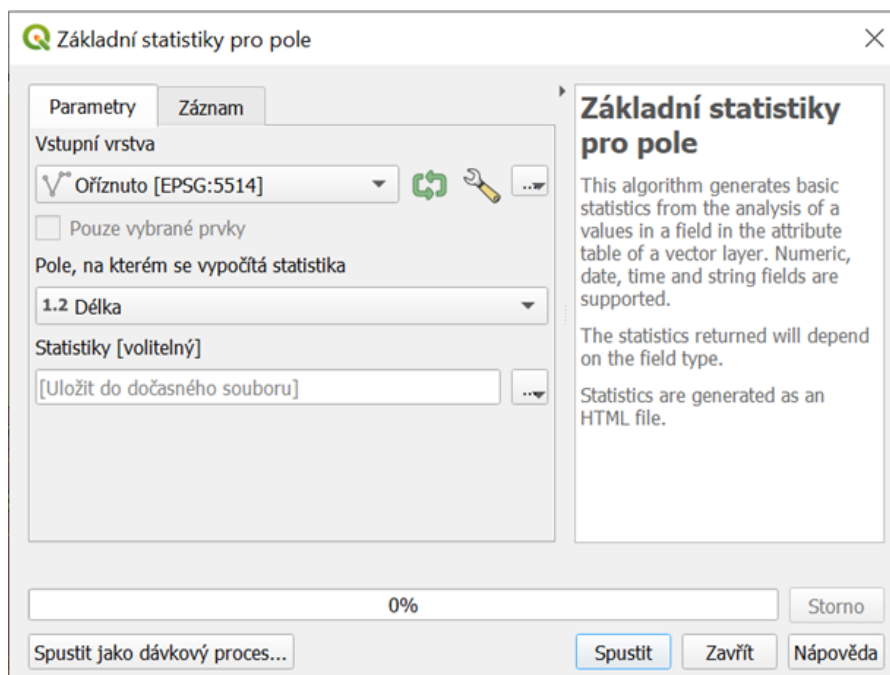 Základní statistiky pro pole
Parametry
Záznam
Vstupní vrstva
Oříznuto [EPSG:5514]
...
Pouze vybrané prvky
Pole, na kterém se vypočítá statistika
1.2 Délka
Statistiky [volitelný]
[Uložit do dočasného souboru]
...
Základní statistiky
pro pole
This algorithm generates basic
statistics from the analysis of a
values in a field in the attribute
table of a vector layer. Numeric,
date, time and string fields are
supported.
The statistics returned will depend
on the field type.
Statistics are generated as an
HTML file.
0%
Storno
Spustit jako dávkový proces...
Spustit
Zavřít
Nápověda